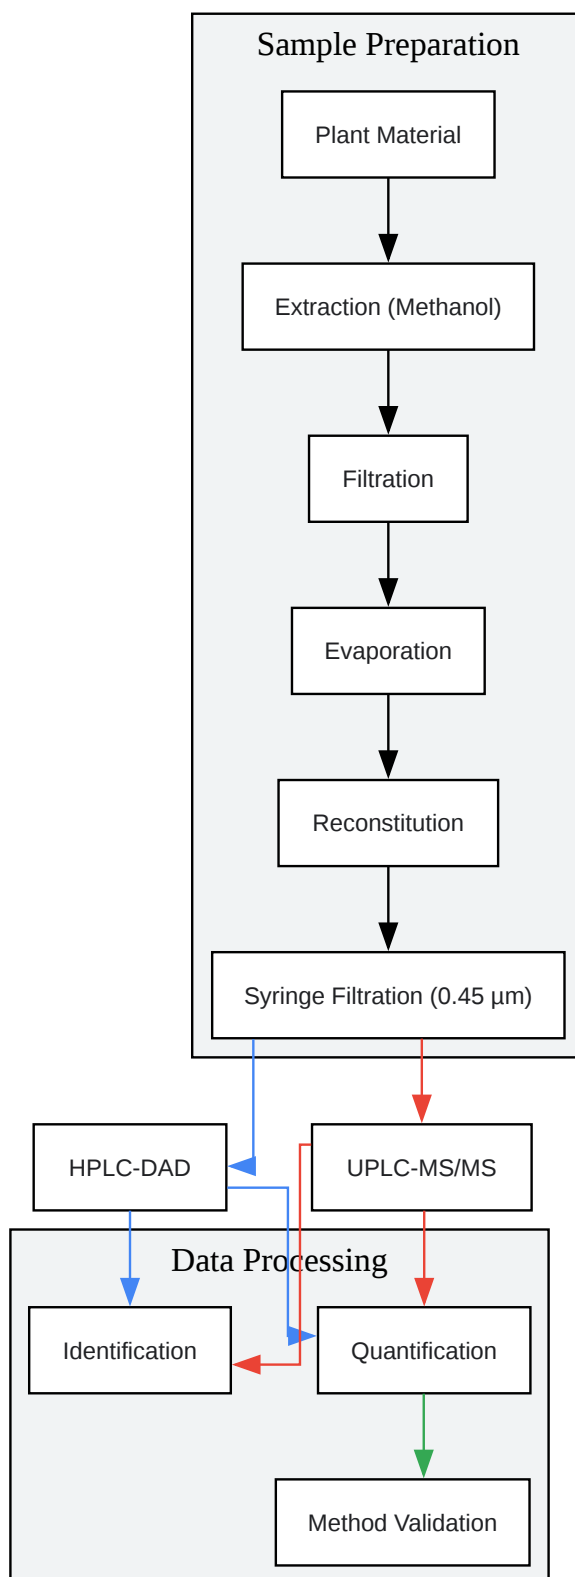 Sample Preparation
Plant Material
Extraction (Methanol)
Filtration
Evaporation
Reconstitution
Syringe Filtration (0.45 µm)
HPLC-DAD
UPLC-MS/MS
Data Processing
Identification
Quantification
Method Validation